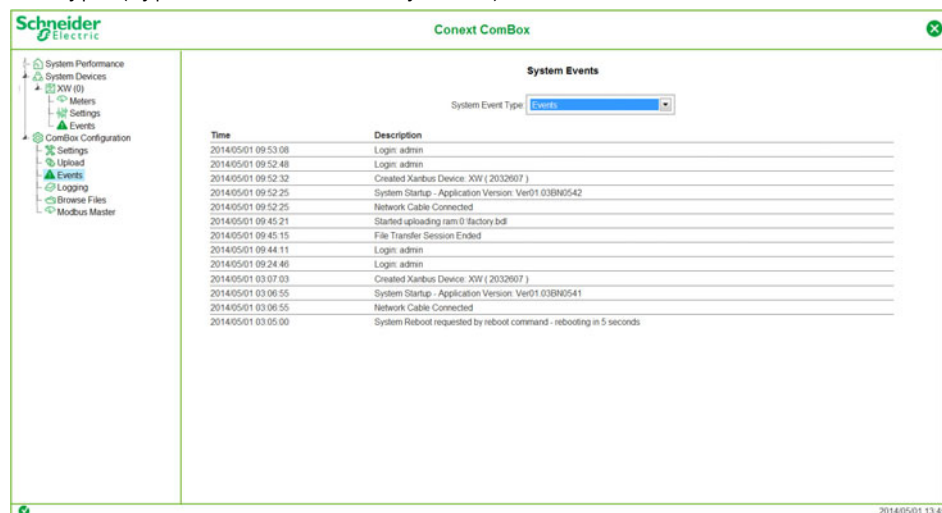 Schneider
Electric
Conext ComBox
System Performance
System Devices
XW (0)
Meters
Settings
Events
ComBox Configuration
Settings
Upload
Events
Logging
Browse Files
Modbus Master
System Events
System Event Type: Events
Time Description
2014/05/01 09:53:08 Login: admin
2014/05/01 09:52:48 Login: admin
2014/05/01 09:52:32 Created Xanbus Device: XW ( 2032607 )
2014/05/01 09:52:25 System Startup - Application Version: Ver01.03BN0542
2014/05/01 09:52:25 Network Cable Connected
2014/05/01 09:45:21 Started uploading ram:0:\factory.bdl
2014/05/01 09:45:15 File Transfer Session Ended
2014/05/01 09:44:11 Login: admin
2014/05/01 09:24:46 Login: admin
2014/05/01 03:07:03 Created Xanbus Device: XW ( 2032607 )
2014/05/01 03:06:55 System Startup - Application Version: Ver01.03BN0541
2014/05/01 03:06:55 Network Cable Connected
2014/05/01 03:05:00 System Reboot requested by reboot command - rebooting in 5 seconds